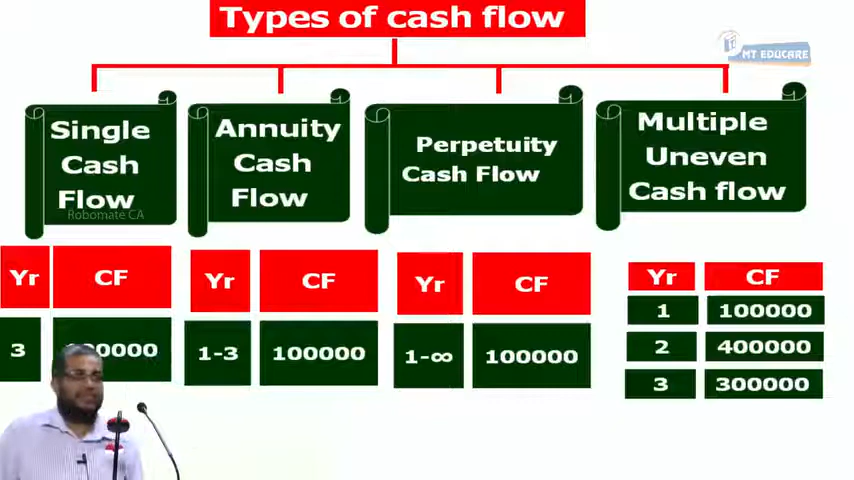 Types of cash flow
MT EDUCARE
Single
Cash
Flow
Robomate CA
Annuity
Cash
Flow
Perpetuity
Cash Flow
Multiple
Uneven
Cash flow
Yr CF
3
Yr CF
1-3 100000
Yr CF
1-∞ 100000
Yr CF
1 100000
2 400000
3 300000